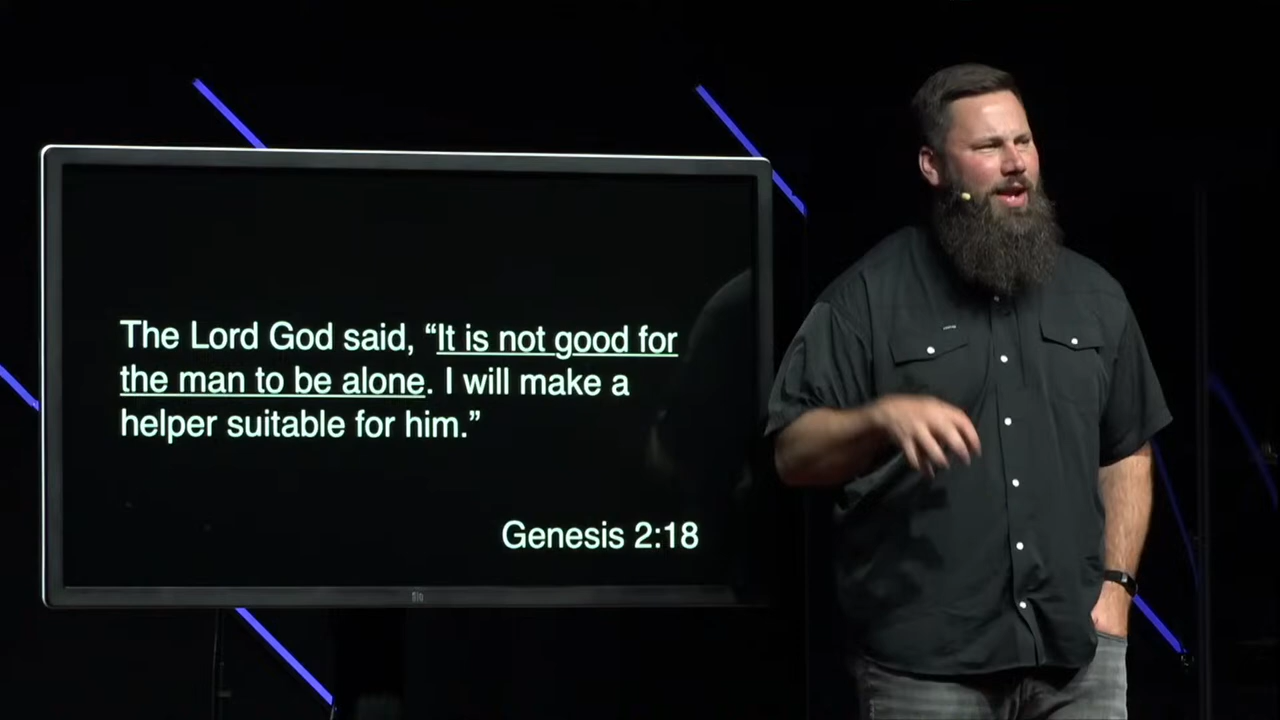 The Lord God said, “It is not good for
the man to be alone. I will make a
helper suitable for him.”
Genesis 2:18